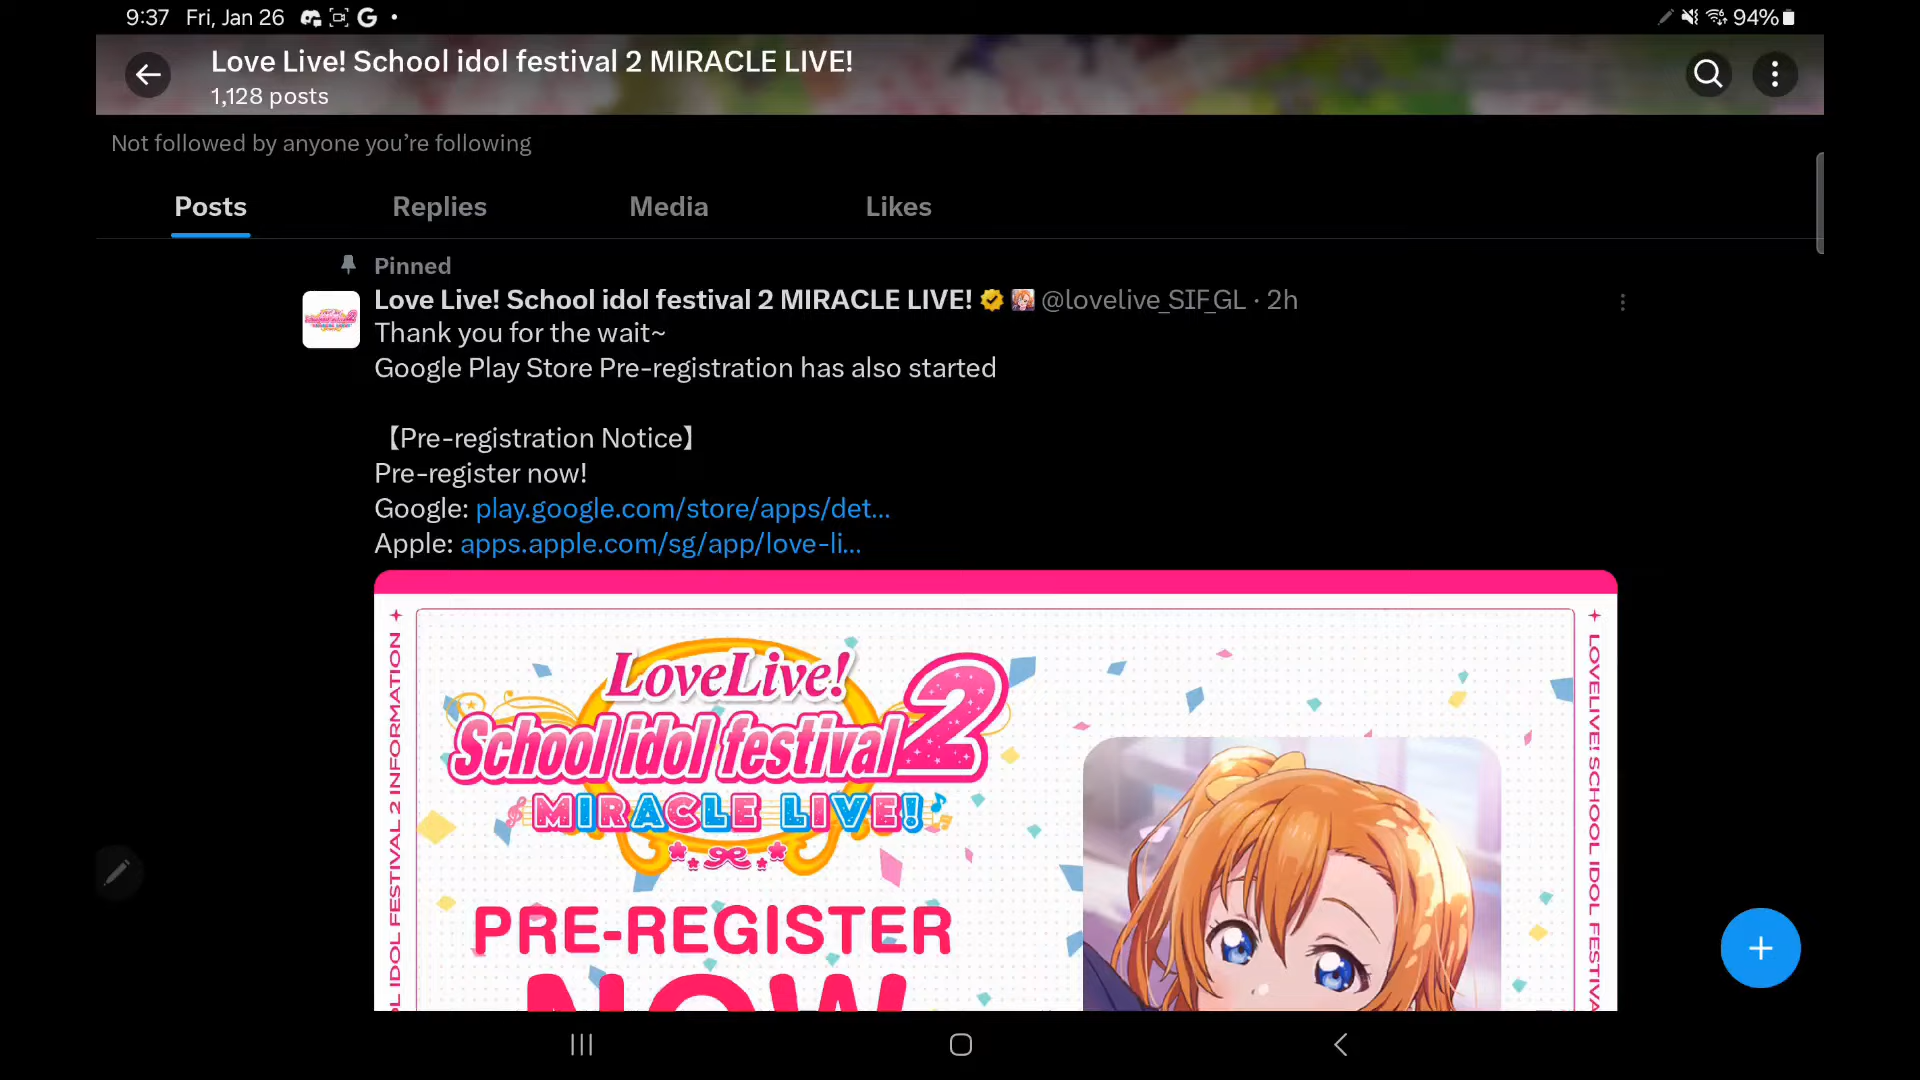 9:37 Fri, Jan 26
94%
Love Live! School idol festival 2 MIRACLE LIVE!
1,128 posts
Not followed by anyone you’re following
Posts Replies Media Likes
Pinned
Love Live! School idol festival 2 MIRACLE LIVE! @lovelive_SIF_GL · 2h
Thank you for the wait~
Google Play Store Pre-registration has also started
【Pre-registration Notice】
Pre-register now!
Google: play.google.com/store/apps/det...
Apple: apps.apple.com/sg/app/love-li...
OL IDOL FESTIVAL 2 INFORMATION
LoveLive!
School idol festival 2
MIRACLE LIVE!
PRE-REGISTER
NOW
LOVELIVE! SCHOOL IDOL FESTIVA